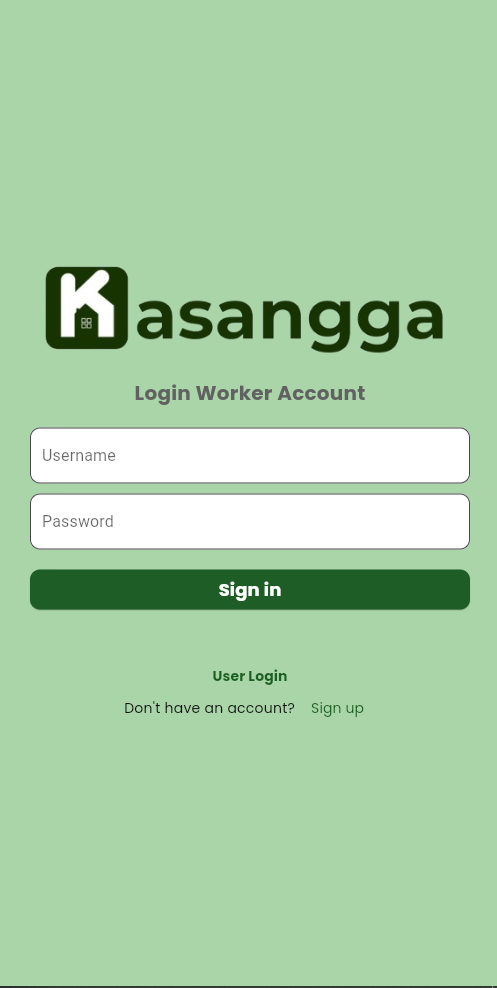 Kasangga
Login Worker Account
Username
Password
Sign in
User Login
Don't have an account? Sign up